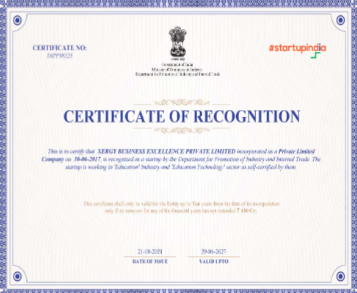 CERTIFICATE NO:
#startupindia
Government of India
Ministry of Commerce & Industry
Department for Promotion of Industry and Internal Trade
CERTIFICATE OF RECOGNITION
This is to certify that XERGY BUSINESS EXCELLENCE PRIVATE LIMITED incorporated as a Private Limited
Company on 30-06-2017, is recognized as a startup by the Department for Promotion of Industry and Internal Trade. The
startup is working in 'Education' Industry and 'Education Technology' sector as self-certified by them.
This certificate shall only be valid for the Entity up to Ten years from the date of its incorporation
only if its turnover for any of the financial years has not exceeded ₹ 100 Cr.
DATE OF ISSUE
29-06-2027
VALID UPTO